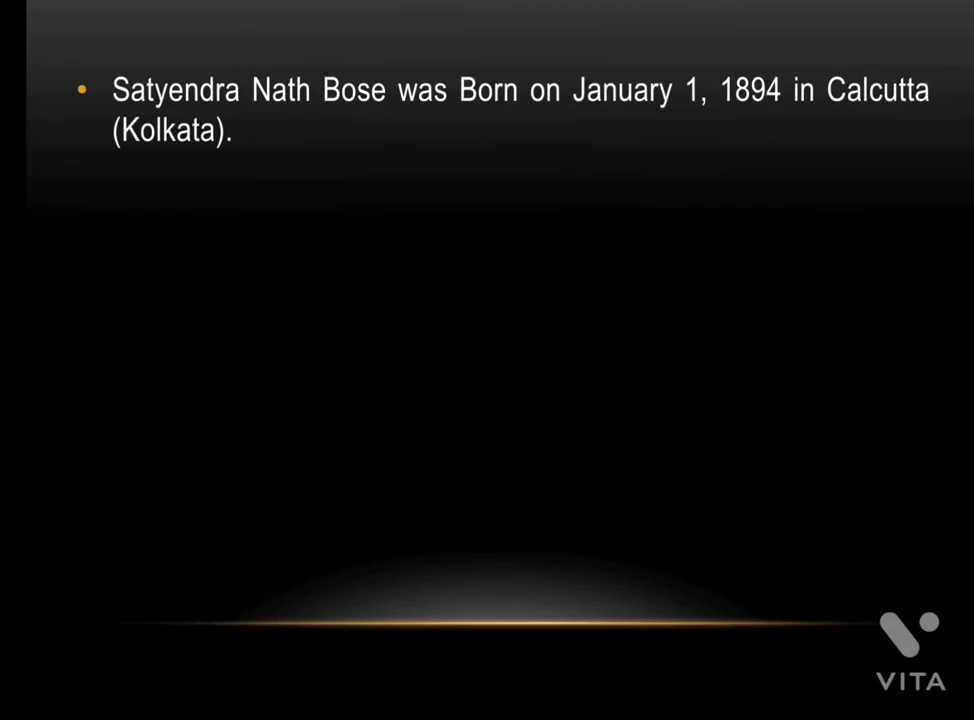 • Satyendra Nath Bose was Born on January 1, 1894 in Calcutta
(Kolkata).
VITA